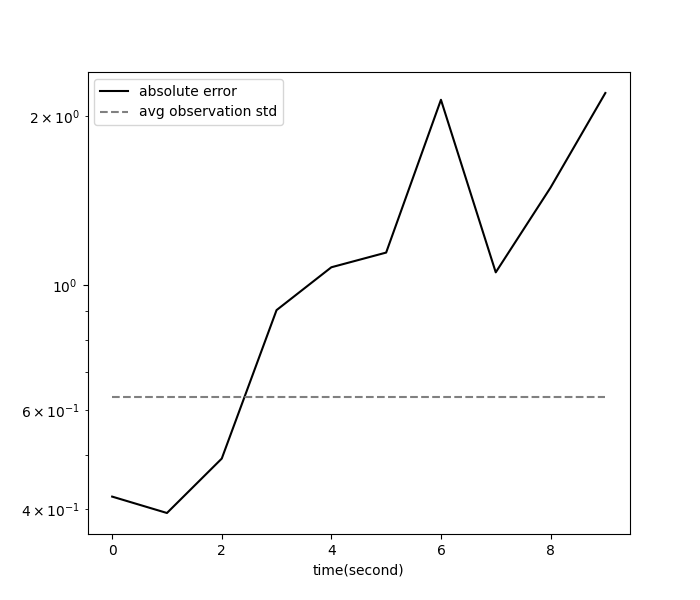 absolute error
avg observation std
2 × 10⁰
10⁰
6 × 10⁻¹
4 × 10⁻¹
0 2 4 6 8
time(second)